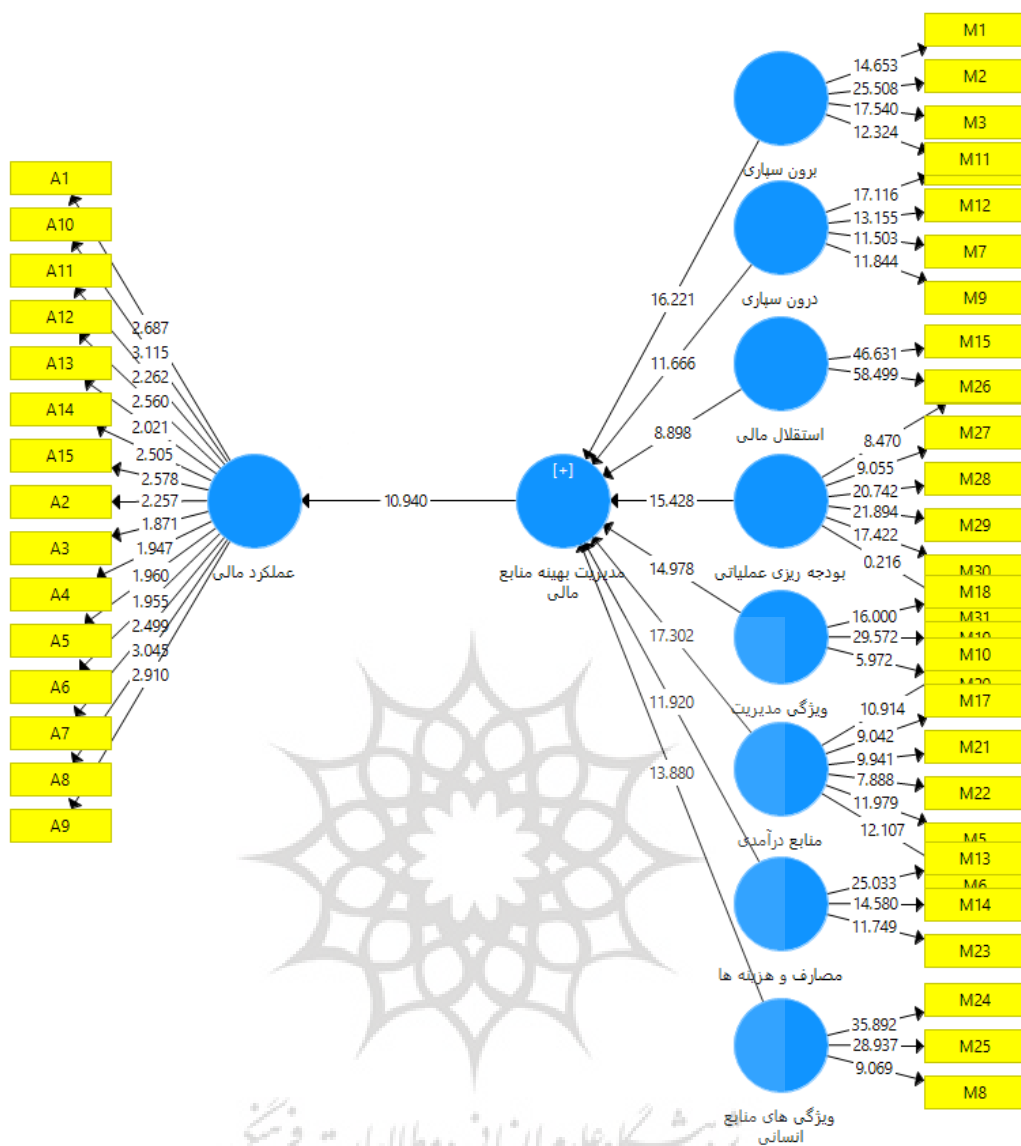 M1
14.653
M2
25.508
M3
17.540
12.324
M11
برون سپاری
A1
17.116
M12
13.155
A10
M7
11.503
11.844
A11
M9
درون سپاری
16.221
A12
2.687
M15
3.115
46.631
A13
2.262
11.666
58.499
M26
2.560
A14
2.021
8.898
استقلال مالی
8.470
M27
2.505
9.055
A15
2.578
[+]
20.742
M28
A2
2.257
10.940
15.428
21.894
M29
1.871
17.422
A3
1.947
0.216
M30
عملکرد مالی
مدیریت بهینه منابع
مالی
14.978
بودجه ریزی عملیاتی
A4
1.960
M18
1.955
16.000
M31
A5
2.499
17.302
29.572
M19
3.045
M10
5.972
A6
2.910
M20
11.920
ویژگی مدیریت
10.914
M17
A7
9.042
13.880
9.941
M21
A8
7.888
M22
11.979
A9
12.107
M5
منابع درآمدی
M13
25.033
M6
14.580
M14
11.749
M23
مصارف و هزینه ها
M24
35.892
28.937
M25
9.069
M8
ویژگی های منابع
انسانی